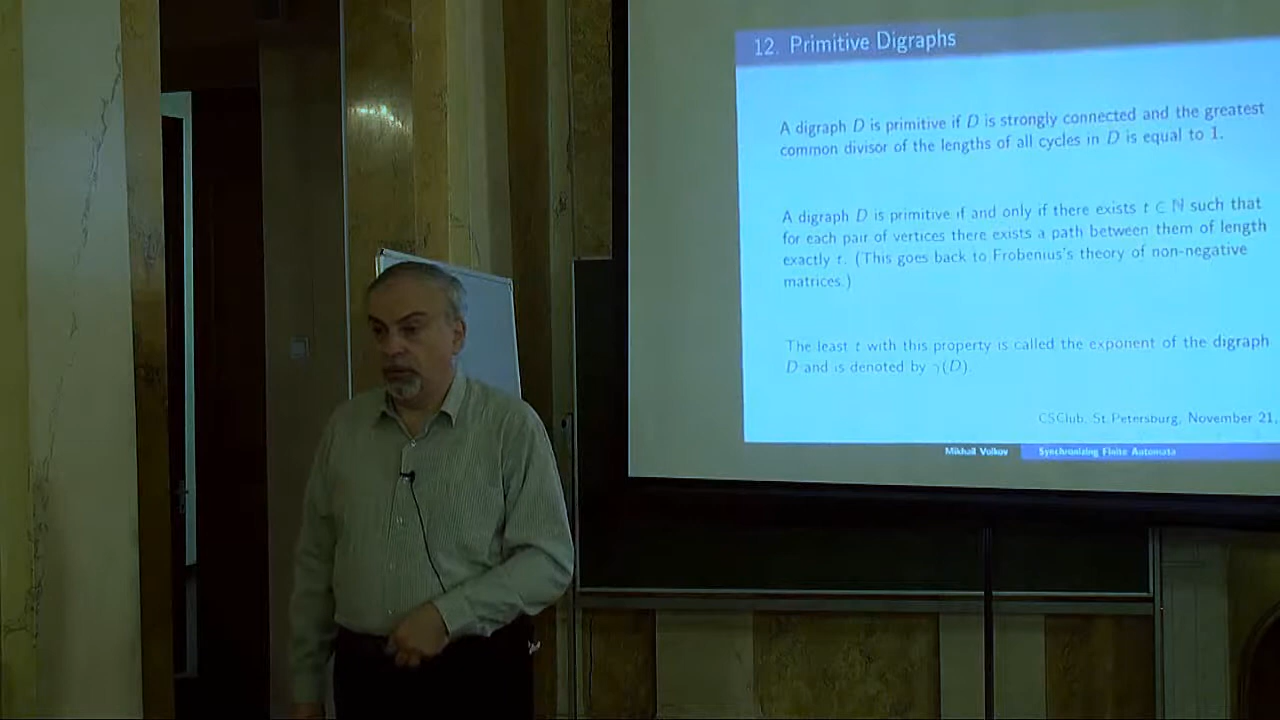 12. Primitive Digraphs
A digraph D is primitive if D is strongly connected and the greatest
common divisor of the lengths of all cycles in D is equal to 1.
A digraph D is primitive if and only if there exists t ∈ ℕ such that
for each pair of vertices there exists a path between them of length
exactly t. (This goes back to Frobenius's theory of non-negative
matrices.)
The least t with this property is called the exponent of the digraph
D and is denoted by γ(D).
CSClub, St.Petersburg, November 21,
Mikhail Volkov
Synchronizing Finite Automata